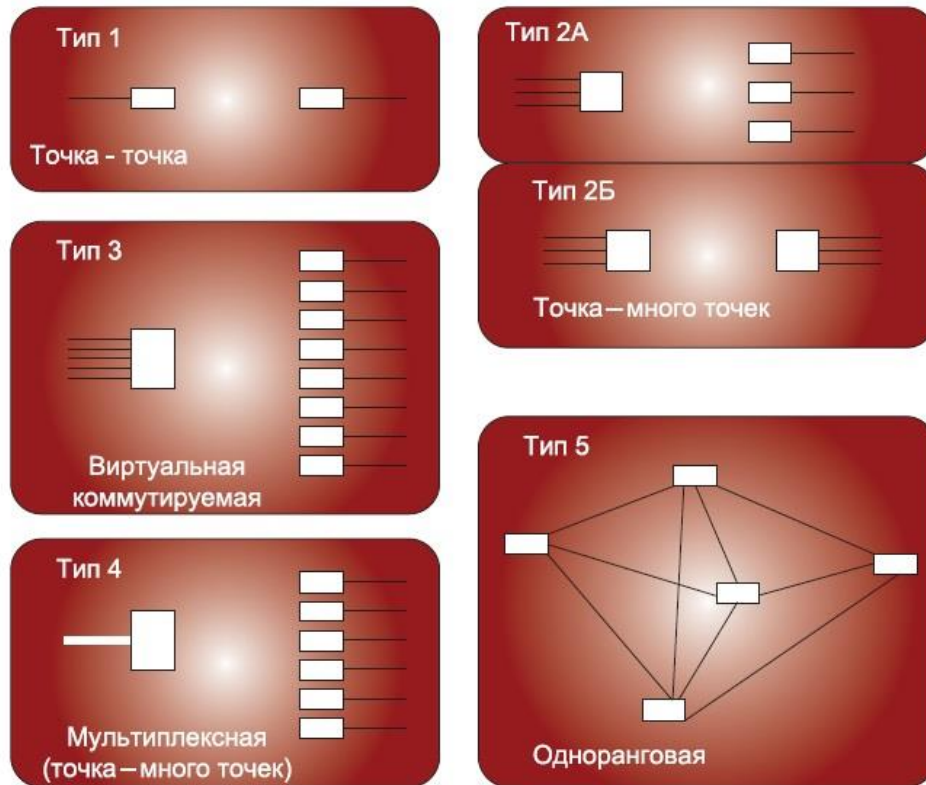 Тип 1
Точка - точка
Тип 2А
Тип 2Б
Точка – много точек
Тип 3
Виртуальная
коммутируемая
Тип 4
Мультиплексная
(точка – много точек)
Тип 5
Одноранговая